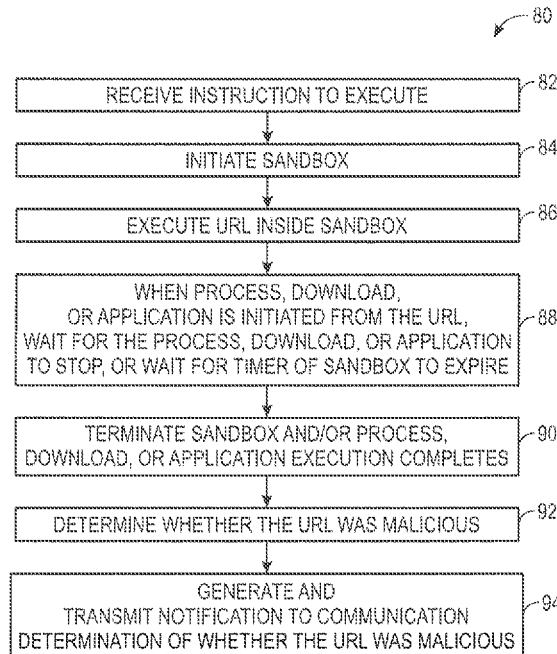 80
RECEIVE INSTRUCTION TO EXECUTE
82
INITIATE SANDBOX
84
EXECUTE URL INSIDE SANDBOX
86
WHEN PROCESS, DOWNLOAD,
OR APPLICATION IS INITIATED FROM THE URL,
WAIT FOR THE PROCESS, DOWNLOAD, OR APPLICATION
TO STOP, OR WAIT FOR TIMER OF SANDBOX TO EXPIRE
88
TERMINATE SANDBOX AND/OR PROCESS,
DOWNLOAD, OR APPLICATION EXECUTION COMPLETES
90
DETERMINE WHETHER THE URL WAS MALICIOUS
92
GENERATE AND
TRANSMIT NOTIFICATION TO COMMUNICATION
DETERMINATION OF WHETHER THE URL WAS MALICIOUS
94